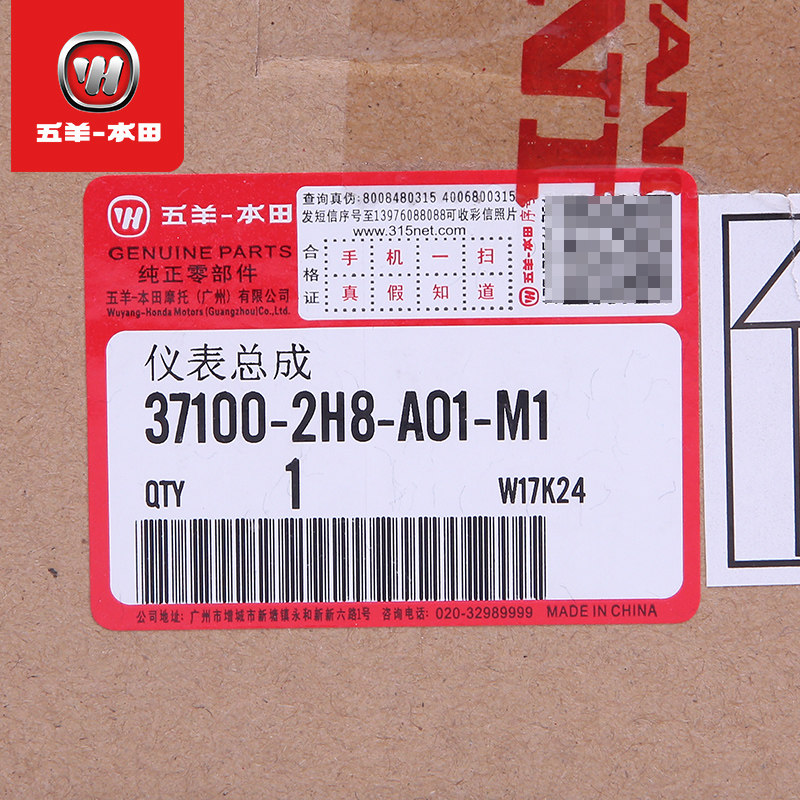 五羊-本田
五羊-本田
GENUINE PARTS
纯正零部件
五羊-本田摩托（广州）有限公司
Wuyang-Honda Motors (Guangzhou)Co.,Ltd.
查询真伪: 8008480315 4006800315
发短信序号至13976088088可收彩信照片
www.315net.com
合格证
手机一扫
真假知道
五羊-本田
仪表总成
37100-2H8-A01-M1
QTY 1 W17K24
公司地址: 广州市增城市新塘镇永和新新六路1号 咨询电话: 020-32989999 MADE IN CHINA